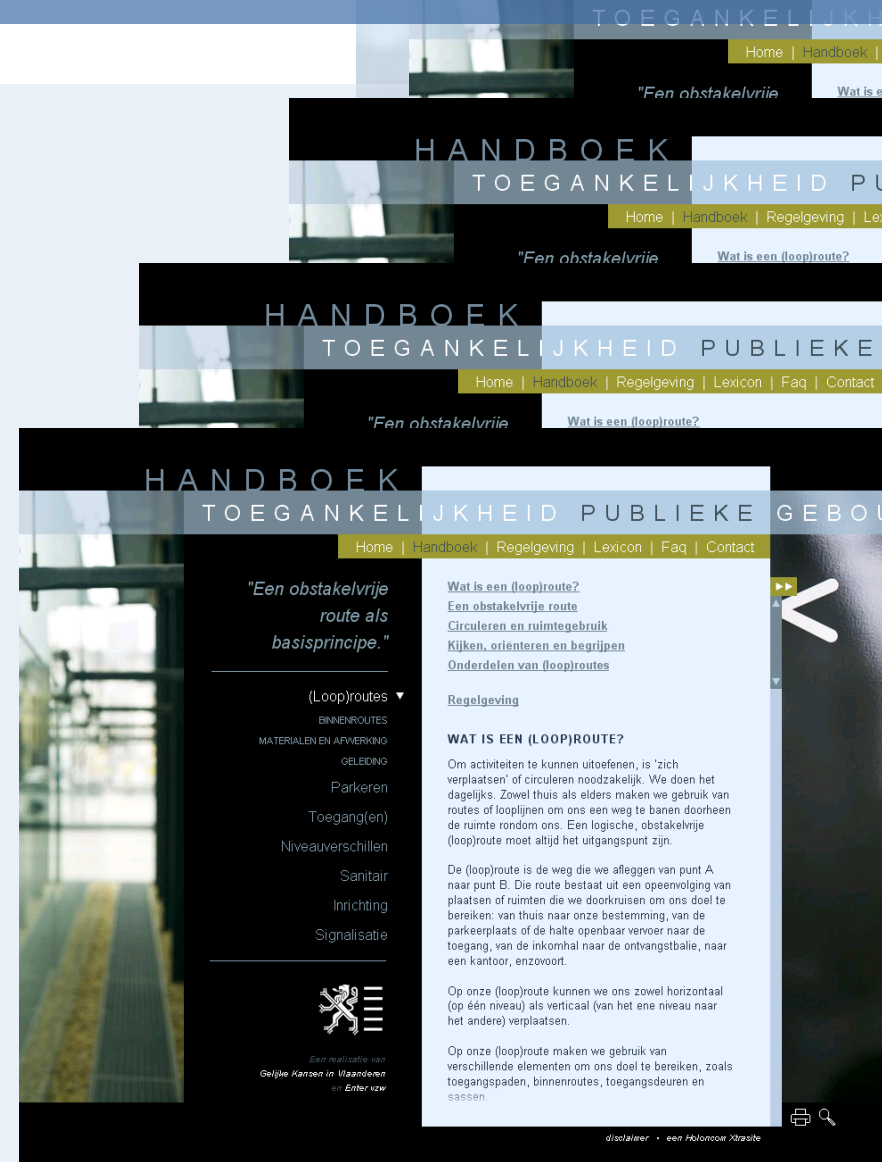 TOEGANKELIJKH
Home | Handboek |
"Een obstakelvrije
Wat is e
HANDBOEK
TOEGANKELIJKHEID PU
Home | Handboek | Regelgeving | Le
"Een obstakelvrije
Wat is een (loop)route?
HANDBOEK
TOEGANKELIJKHEID PUBLIEKE
Home | Handboek | Regelgeving | Lexicon | Faq | Contact
"Een obstakelvrije
Wat is een (loop)route?
HANDBOEK
TOEGANKELIJKHEID PUBLIEKE GEBOU
Home | Handboek | Regelgeving | Lexicon | Faq | Contact
"Een obstakelvrije
route als
basisprincipe."
(Loop)routes
BINNENROUTES
MATERIALEN EN AFWERKING
GELEIDING
Parkeren
Toegang(en)
Niveauverschillen
Sanitair
Inrichting
Signalisatie
Een realisatie van
Gelijke Kansen in Vlaanderen
en Enter vzw
Wat is een (loop)route?
Een obstakelvrije route
Circuleren en ruimtegebruik
Kijken, oriënteren en begrijpen
Onderdelen van (loop)routes
Regelgeving
WAT IS EEN (LOOP)ROUTE?
Om activiteiten te kunnen uitoefenen, is 'zich
verplaatsen' of circuleren noodzakelijk. We doen het
dagelijks. Zowel thuis als elders maken we gebruik van
routes of looplijnen om ons een weg te banen doorheen
de ruimte rondom ons. Een logische, obstakelvrije
(loop)route moet altijd het uitgangspunt zijn.
De (loop)route is de weg die we afleggen van punt A
naar punt B. Die route bestaat uit een opeenvolging van
plaatsen of ruimten die we doorkruisen om ons doel te
bereiken: van thuis naar onze bestemming, van de
parkeerplaats of de halte openbaar vervoer naar de
toegang, van de inkomhal naar de ontvangstbalie, naar
een kantoor, enzovoort.
Op onze (loop)route kunnen we ons zowel horizontaal
(op één niveau) als verticaal (van het ene niveau naar
het andere) verplaatsen.
Op onze (loop)route maken we gebruik van
verschillende elementen om ons doel te bereiken, zoals
toegangspaden, binnenroutes, toegangsdeuren en
sassen.
disclaimer • een Holoncom Xtrasite